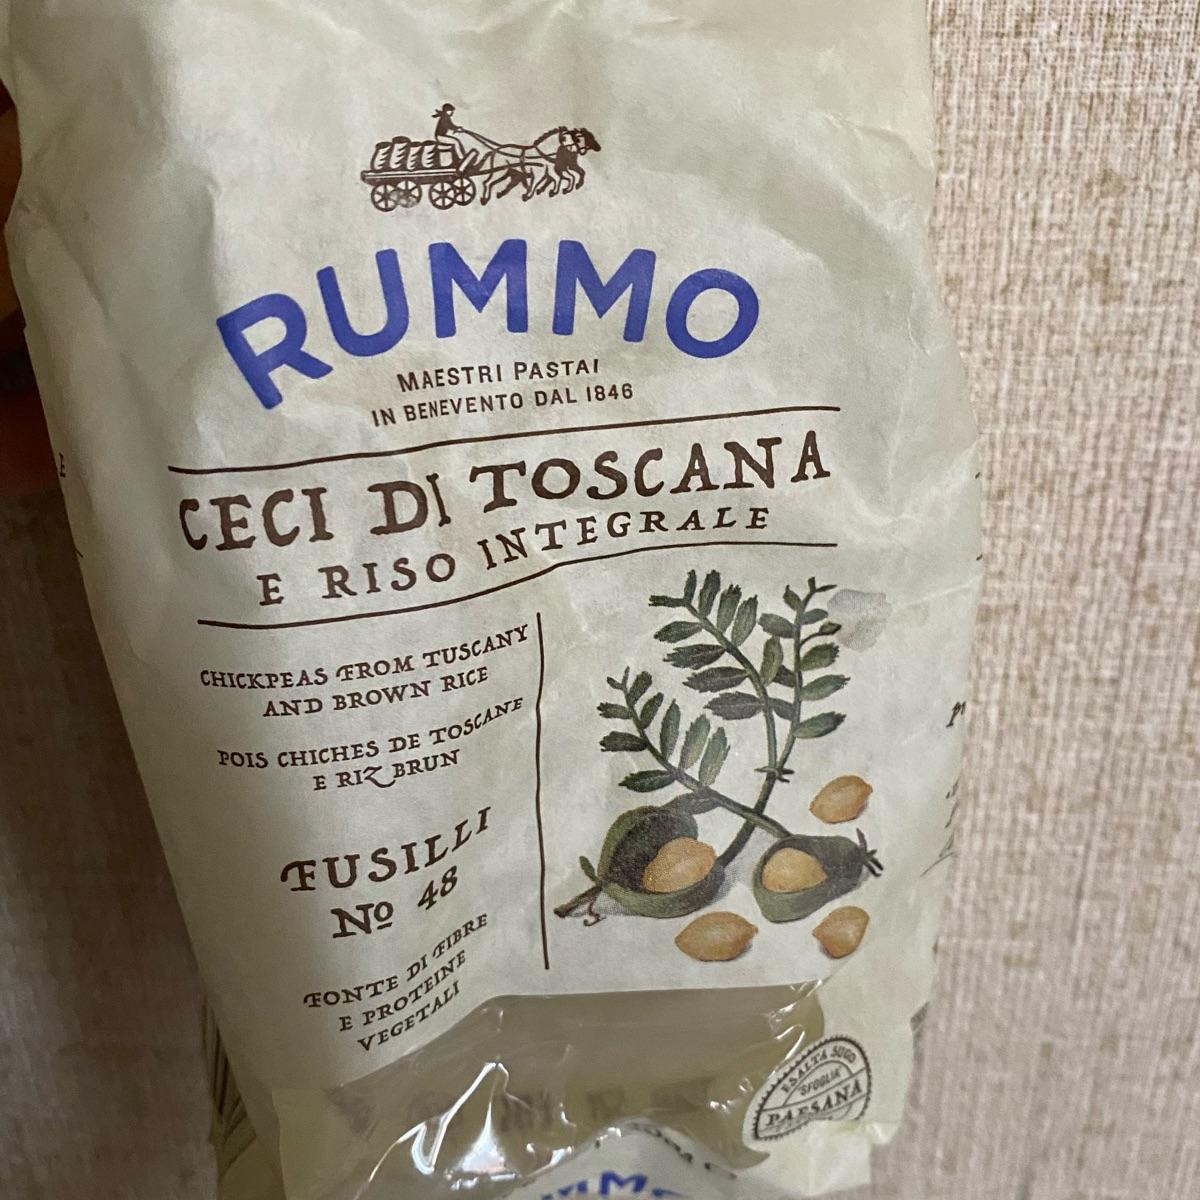 RUMMO
MAESTRI PASTAI
IN BENEVENTO DAL 1846
CECI DI TOSCANA
E RISO INTEGRALE
CHICKPEAS FROM TUSCANY
AND BROWN RICE
POIS CHICHES DE TOSCANE
E RIZ BRUN
FUSILLI
Nº 48
FONTE DI FIBRE
E PROTEINE
VEGETALI
ESALTA SUGO
"SFOGLIA"
PAESANA
RUMMO